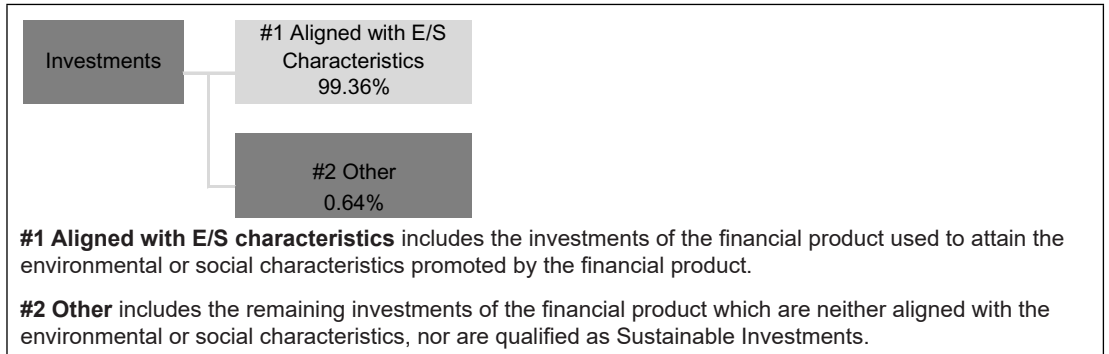 Investments
#1 Aligned with E/S
Characteristics
99.36%
#2 Other
0.64%
#1 Aligned with E/S characteristics includes the investments of the financial product used to attain the
environmental or social characteristics promoted by the financial product.
#2 Other includes the remaining investments of the financial product which are neither aligned with the
environmental or social characteristics, nor are qualified as Sustainable Investments.